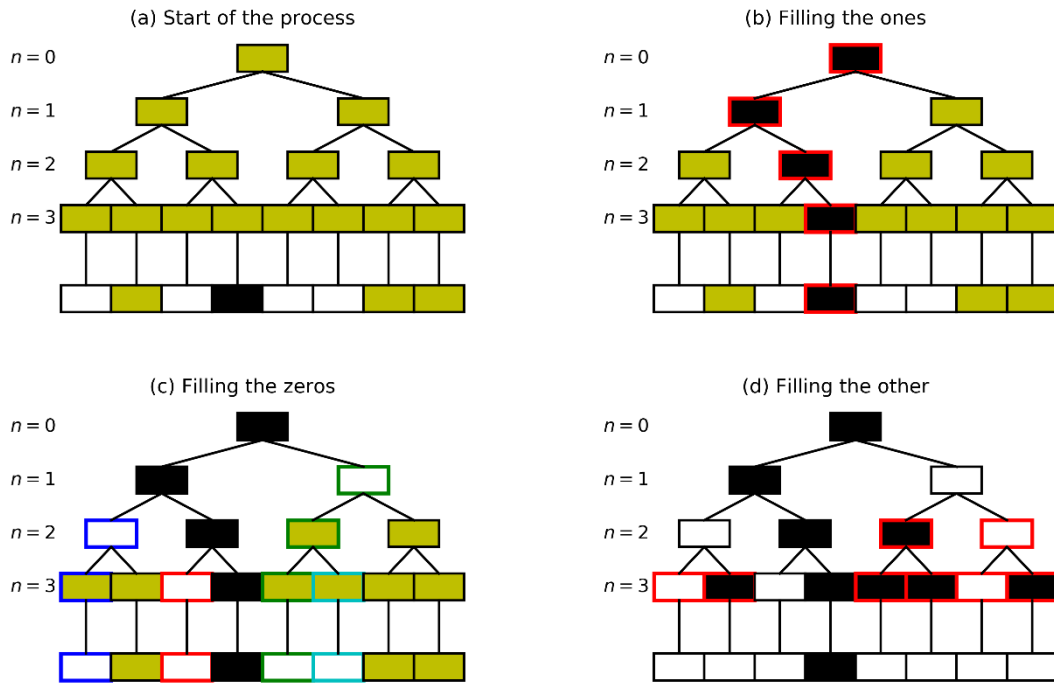 (a) Start of the process
n = 0
n = 1
n = 2
n = 3
(b) Filling the ones
n = 0
n = 1
n = 2
n = 3
(c) Filling the zeros
n = 0
n = 1
n = 2
n = 3
(d) Filling the other
n = 0
n = 1
n = 2
n = 3